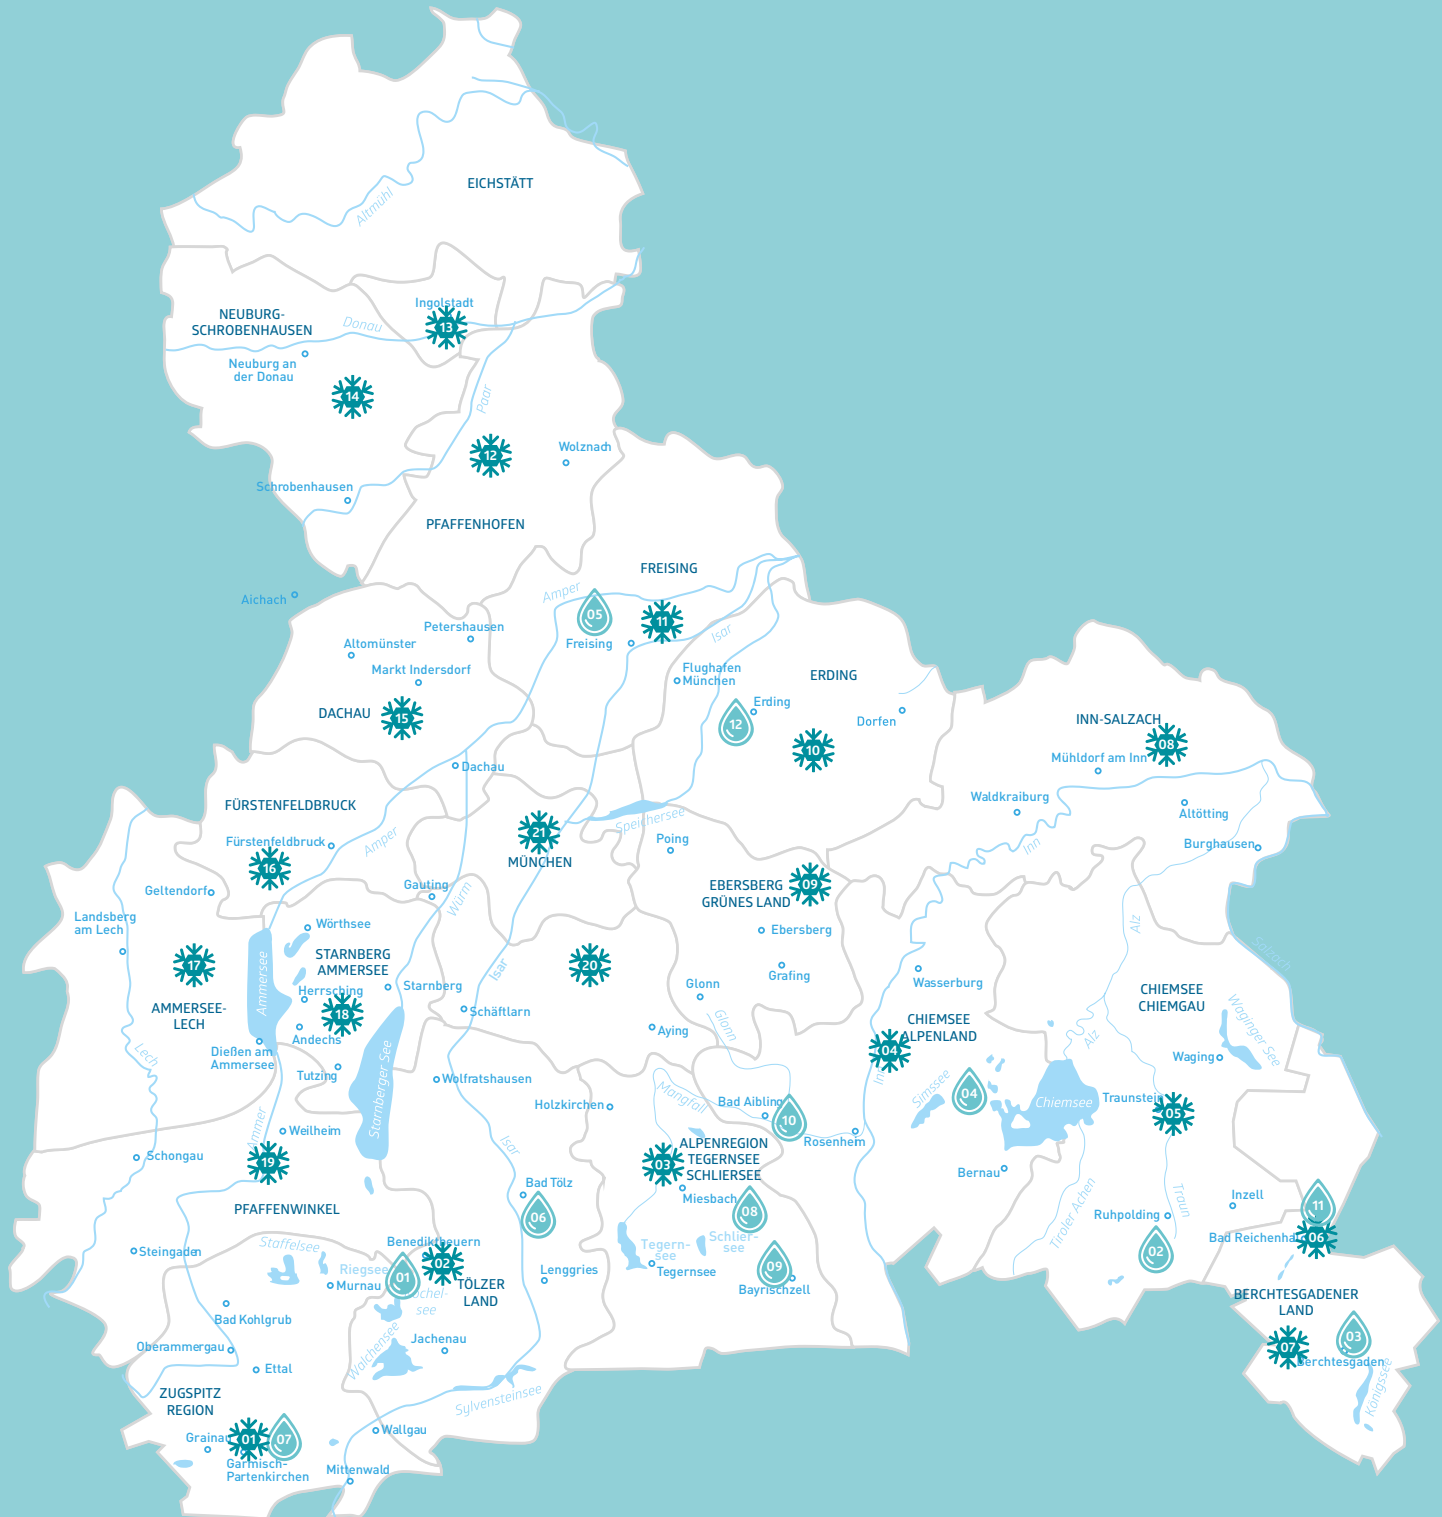 EICHSTÄTT
Altmühl
Ingolstadt
13
NEUBURG-
SCHROBENHAUSEN
Donau
Neuburg an
der Donau
14
Paar
12
Wolznach
Schrobenhausen
PFAFFENHOFEN
FREISING
Aichach
Amper
05
11
Isar
Petershausen
Altomünster
Freising
Markt Indersdorf
Flughafen
München
ERDING
Erding
12
Dorfen
DACHAU
15
10
INN-SALZACH
08
Mühldorf am Inn
Dachau
Waldkraiburg
Altötting
FÜRSTENFELDBRUCK
Speichersee
21
MÜNCHEN
Poing
Inn
Burghausen
Fürstenfeldbruck
Amper
16
Geltendorf
Gauting
Würm
EBERSBERG
GRÜNES LAND
09
Landsberg
am Lech
Wörthsee
Ebersberg
Alz
STARNBERG
AMMERSEE
Ammersee
17
20
Isar
Grafing
Salzach
Herrsching
Starnberg
Glonn
Wasserburg
CHIEMSEE
CHIEMGAU
18
AMMERSEE-
LECH
Schäftlarn
Glonn
CHIEMSEE
ALPENLAND
Waginger See
Andechs
Aying
Alz
04
Dießen am
Ammersee
Lech
Waging
Tutzing
Starnberger See
Wolfratshausen
In
Simssee
04
Holzkirchen
Mangfall
Bad Aibling
10
Chiemsee
Traunstein
05
Ammer
Weilheim
Isar
Rosenheim
Schongau
19
03
ALPENREGION
TEGERNSEE
SCHLIERSEE
Bernau
Bad Tölz
Miesbach
Traun
Inzell
11
PFAFFENWINKEL
06
08
Tiroler Achen
Ruhpolding
Staffelsee
Benediktbeuern
Tegern-
see
Schlier-
see
02
Bad Reichenhal
06
Steingaden
Riegsee
01
02
Lenggries
Tegernsee
09
Murnau
TÖLZER
LAND
ochel-
see
Bayrischzell
BERCHTESGADENER
LAND
Bad Kohlgrub
Walchensee
Jachenau
03
Oberammergau
07
Berchtesgaden
Ettal
Königssee
ZUGSPITZ
REGION
Sylvensteinsee
Grainau
01
07
Wallgau
Garmisch-
Partenkirchen
Mittenwald